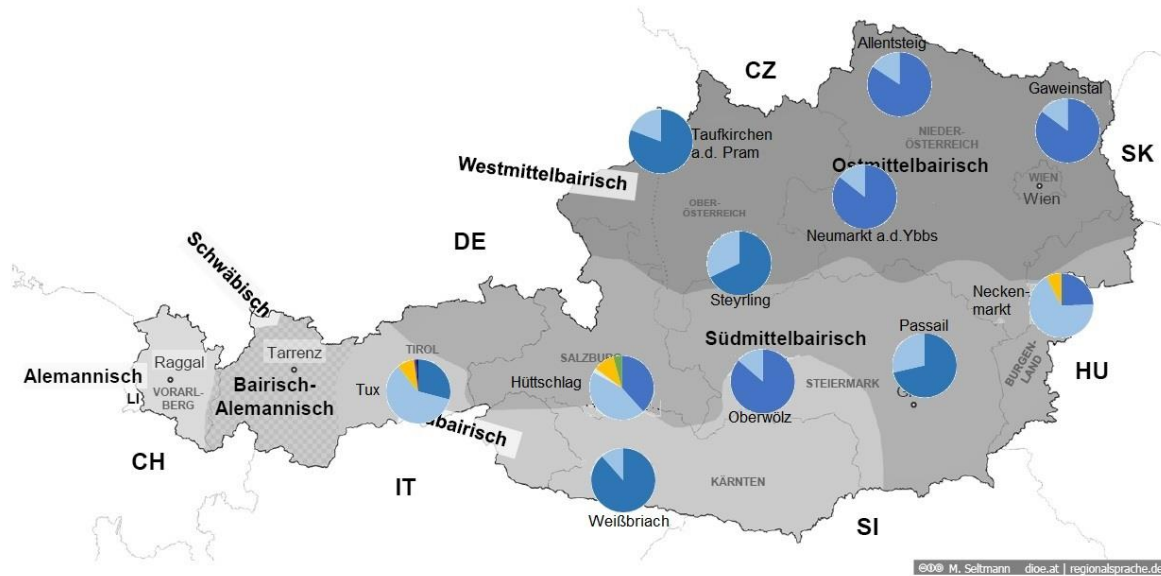 Allentsteig
CZ
Gaweinstal
Taufkirchen
a.d. Pram
NIEDER-
ÖSTERREICH
SK
Westmittelbairisch
Ostmittelbairisch
WIEN
Wien
OBER-
ÖSTERREICH
Neumarkt a.d.Ybbs
DE
Schwäbisch
Steyrling
Necken-
markt
Passail
Südmittelbairisch
TIROL
SALZBURG
Raggal
Tarrenz
Alemannisch
LI
VORARL-
BERG
Bairisch-
Alemannisch
Tux
Hüttschlag
STEIERMARK
BURGEN-
LAND
HU
Oberwölz
CH
IT
KÄRNTEN
Weißbriach
SI
M. Seltmann dioe.at | regionalsprache.de